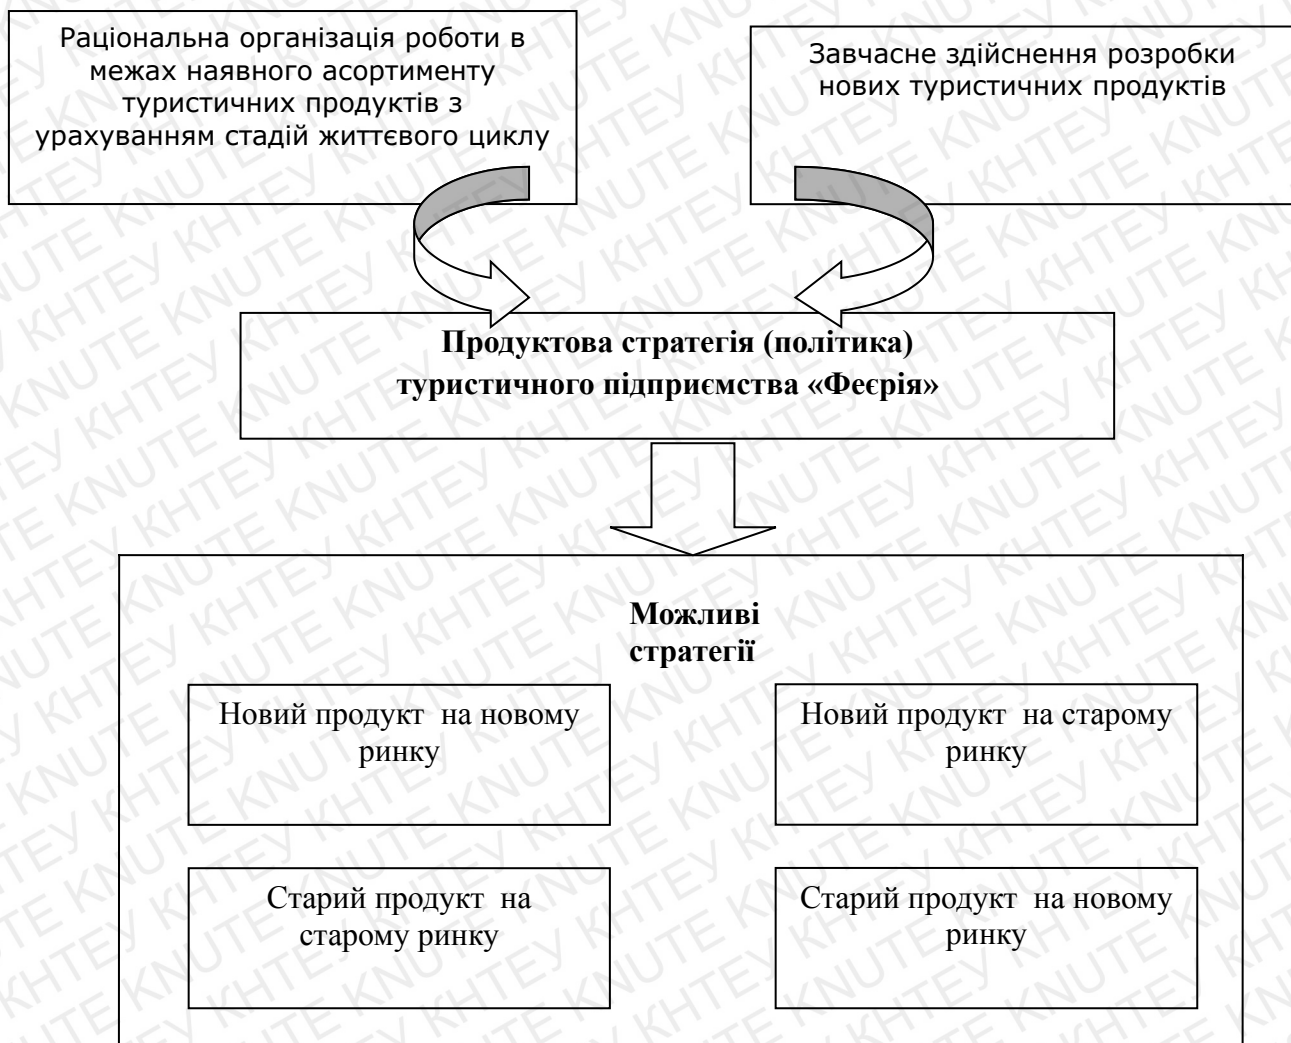 Раціональна організація роботи в
межах наявного асортименту
туристичних продуктів з
урахуванням стадій життєвого циклу
Завчасне здійснення розробки
нових туристичних продуктів
Продуктова стратегія (політика)
туристичного підприємства «Феєрія»
Можливі
стратегії
Новий продукт на новому
ринку
Новий продукт на старому
ринку
Старий продукт на
старому ринку
Старий продукт на новому
ринку